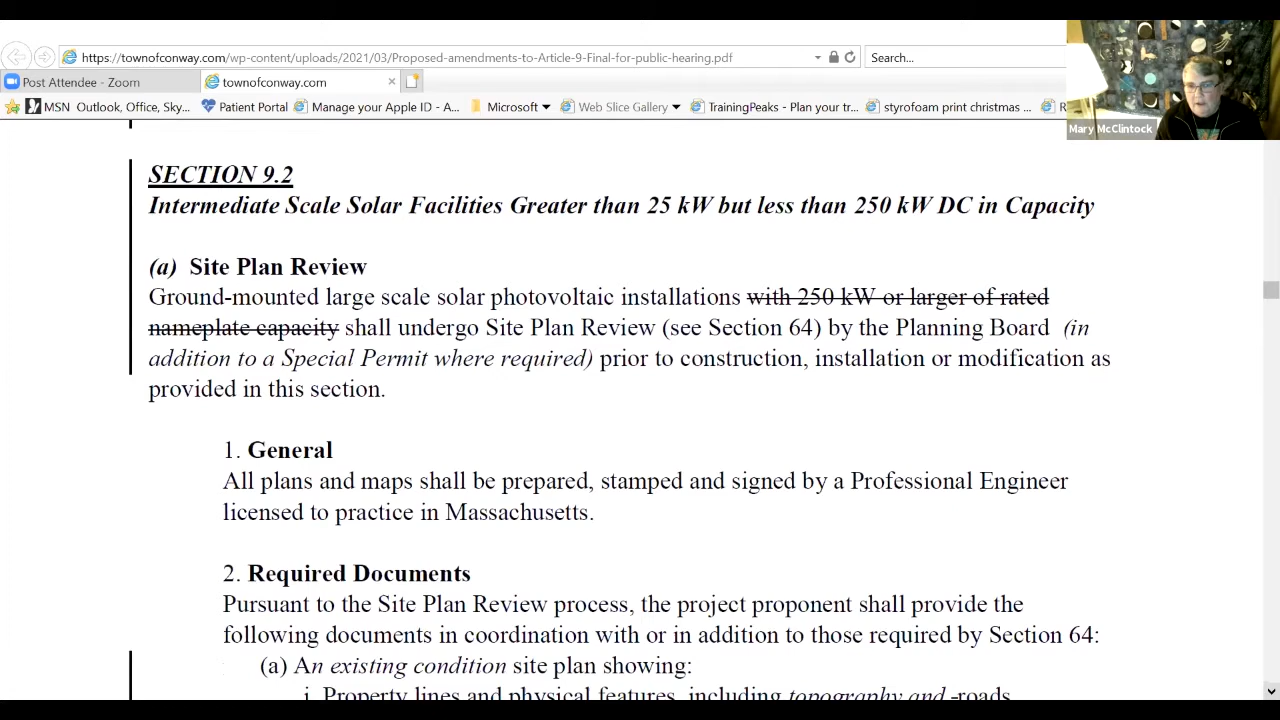 https://townofconway.com/wp-content/uploads/2021/03/Proposed-amendments-to-Article-9-Final-for-public-hearing.pdf
Search...
Post Attendee - Zoom
townofconway.com
MSN
Outlook, Office, Sky...
Patient Portal
Manage your Apple ID - A...
Microsoft
Web Slice Gallery
TrainingPeaks - Plan your tr...
styrofoam print christmas ...
Mary McClintock
SECTION 9.2
Intermediate Scale Solar Facilities Greater than 25 kW but less than 250 kW DC in Capacity
(a) Site Plan Review
Ground-mounted large scale solar photovoltaic installations with 250 kW or larger of rated
nameplate capacity shall undergo Site Plan Review (see Section 64) by the Planning Board (in
addition to a Special Permit where required) prior to construction, installation or modification as
provided in this section.
1. General
All plans and maps shall be prepared, stamped and signed by a Professional Engineer
licensed to practice in Massachusetts.
2. Required Documents
Pursuant to the Site Plan Review process, the project proponent shall provide the
following documents in coordination with or in addition to those required by Section 64:
(a) An existing condition site plan showing:
i. Property lines and physical features, including topography and -roads